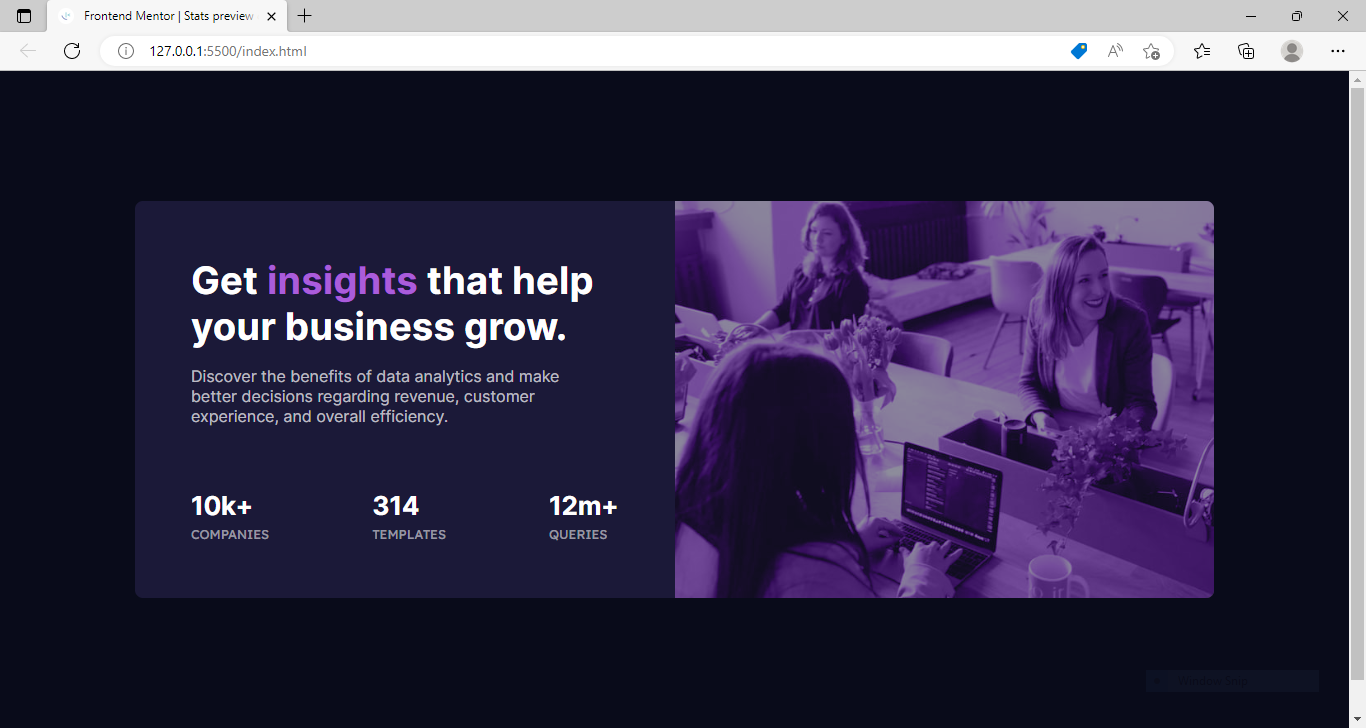 Frontend Mentor | Stats preview
127.0.0.1:5500/index.html
Get insights that help
your business grow.
Discover the benefits of data analytics and make
better decisions regarding revenue, customer
experience, and overall efficiency.
10k+ 314 12m+
COMPANIES TEMPLATES QUERIES
Window Snip